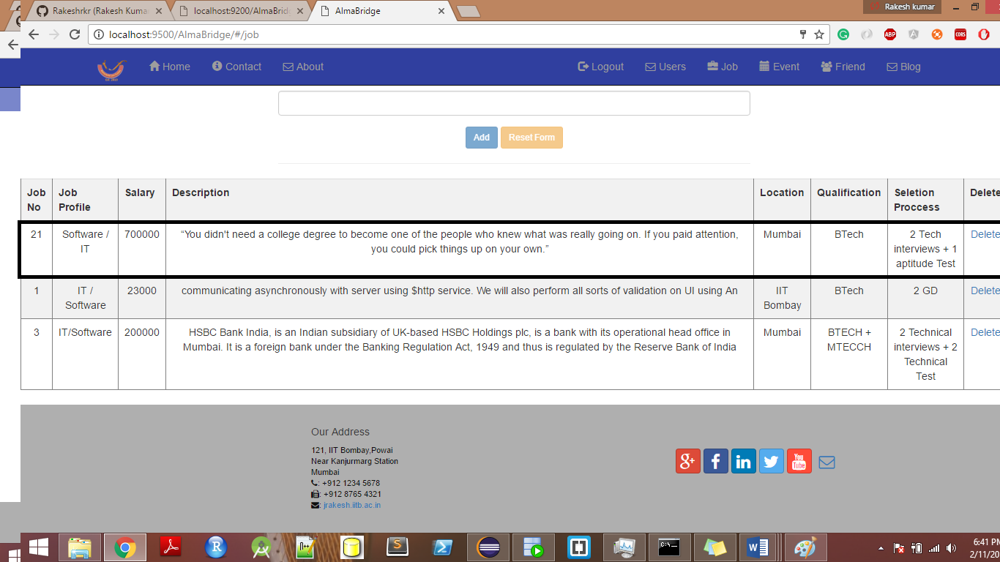 Rakeshrkr (Rakesh Kuma
localhost:9200/AlmaBridg
AlmaBridge
Rakesh kumar
localhost:9500/AlmaBridge/#/job
ABP
CORS
Home
Contact
About
Logout
Users
Job
Event
Friend
Blog
Add
Reset Form
Job No
Job Profile
Salary
Description
Location
Qualification
Seletion Proccess
Delete
21
Software / IT
700000
“You didn't need a college degree to become one of the people who knew what was really going on. If you paid attention,
you could pick things up on your own.”
Mumbai
BTech
2 Tech
interviews + 1
aptitude Test
Delete
1
IT /
Software
23000
communicating asynchronously with server using $http service. We will also perform all sorts of validation on UI using An
IIT
Bombay
BTech
2 GD
Delete
3
IT/Software
200000
HSBC Bank India, is an Indian subsidiary of UK-based HSBC Holdings plc, is a bank with its operational head office in
Mumbai. It is a foreign bank under the Banking Regulation Act, 1949 and thus is regulated by the Reserve Bank of India
Mumbai
BTECH +
MTECCH
2 Technical
interviews + 2
Technical
Test
Delete
Our Address
121, IIT Bombay,Powai
Near Kanjurmarg Station
Mumbai
: +912 1234 5678
: +912 8765 4321
: jrakesh.iitb.ac.in
g+
f
in
You
Tube
R
n++
S
C:\_
W
6:41 PM
2/11/20